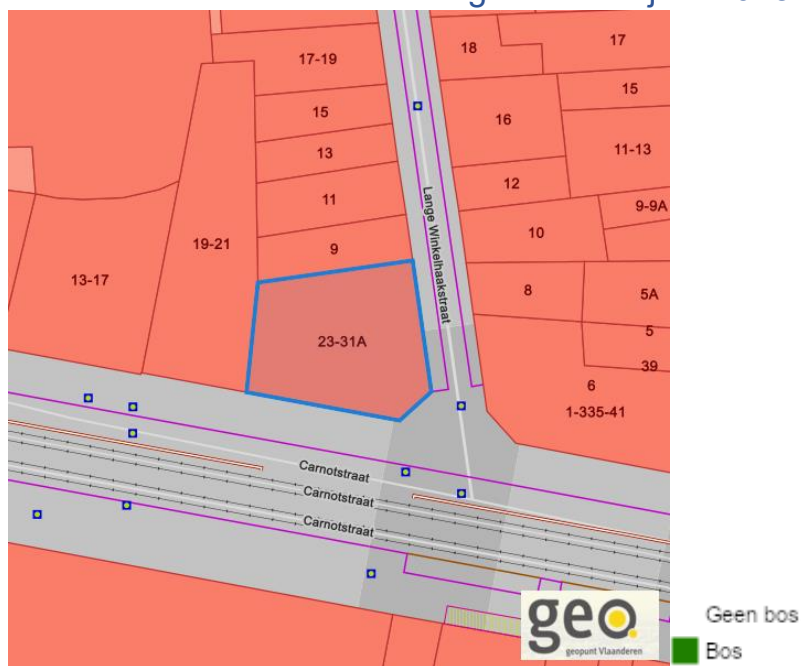 17-19
18
17
15
15
16
13
11-13
12
11
9-9A
19-21
Lange Winkelhaakstraat
10
9
13-17
8
5A
23-31A
5
39
6
1-335-41
Carnotstraat
Carnotstraat
Carnotstraat
geo
geopunt Vlaanderen
Geen bos
Bos